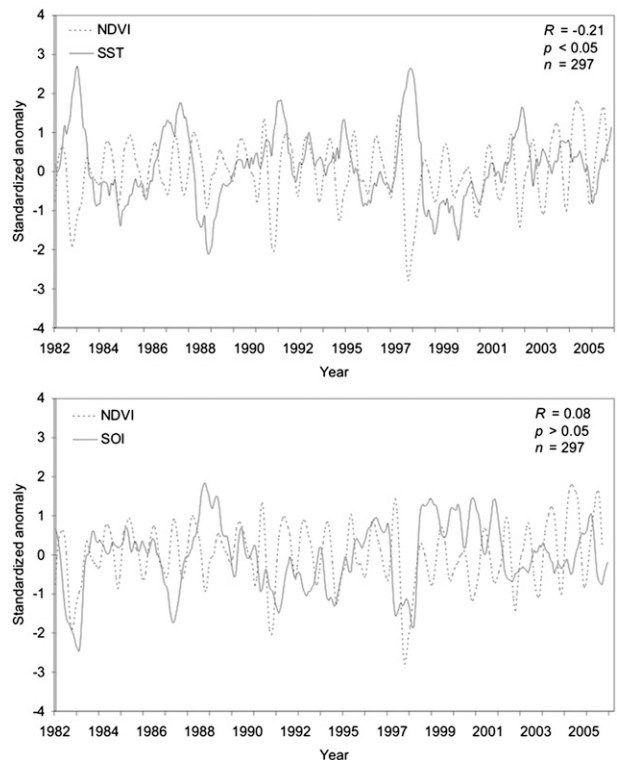 4
3
2
1
0
-1
-2
-3
-4
Standardized anomaly
NDVI
SST
R = -0.21
p < 0.05
n = 297
1982 1984 1986 1988 1990 1992 1995 1997 1999 2001 2003 2005
Year
4
3
2
1
0
-1
-2
-3
-4
Standardized anomaly
NDVI
SOI
R = 0.08
p > 0.05
n = 297
1982 1984 1986 1988 1990 1992 1995 1997 1999 2001 2003 2005
Year